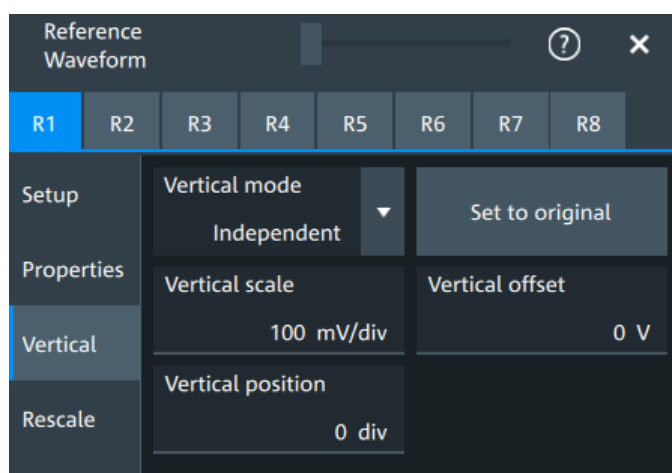 Reference
Waveform
?
R1 R2 R3 R4 R5 R6 R7 R8
Setup
Properties
Vertical
Rescale
Vertical mode
Independent
Set to original
Vertical scale
100 mV/div
Vertical offset
0 V
Vertical position
0 div